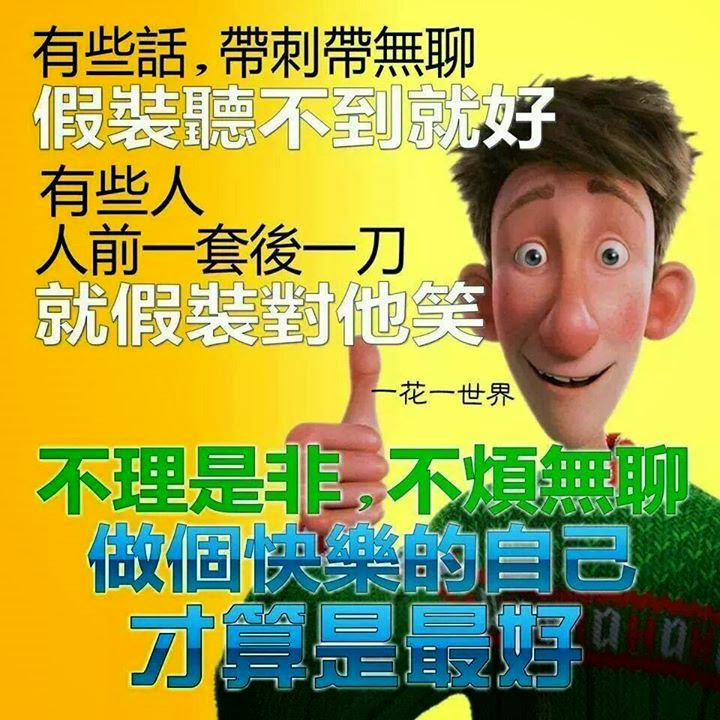 有些話,帶刺帶無聊
假裝聽不到就好
有些人
人前一套後一刀
就假裝對他笑
一花一世界
不理是非,不煩無聊
做個快樂的自己
才算是最好